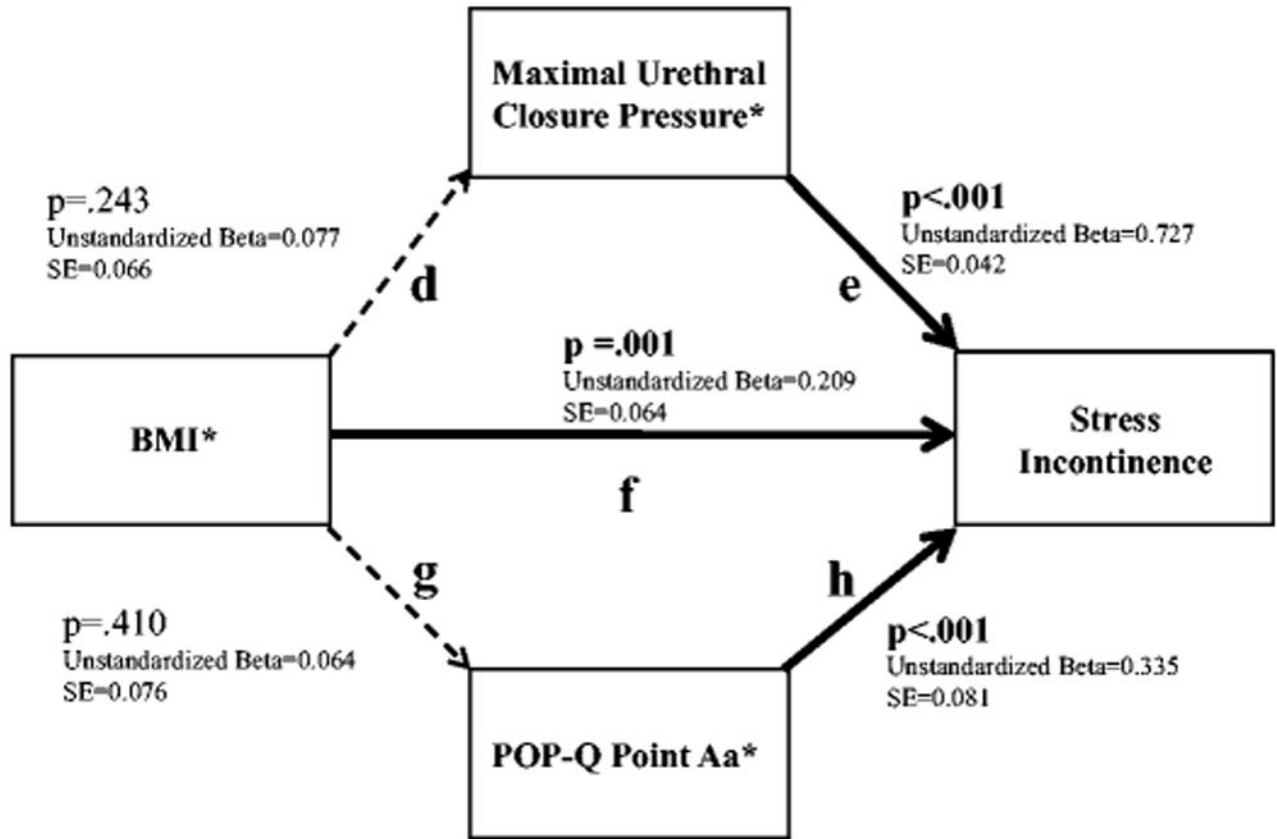 Maximal Urethral
Closure Pressure*
p=.243
Unstandardized Beta=0.077
SE=0.066
d
p<.001
Unstandardized Beta=0.727
SE=0.042
e
p =.001
Unstandardized Beta=0.209
SE=0.064
BMI*
f
Stress
Incontinence
g
p=.410
Unstandardized Beta=0.064
SE=0.076
h
p<.001
Unstandardized Beta=0.335
SE=0.081
POP-Q Point Aa*